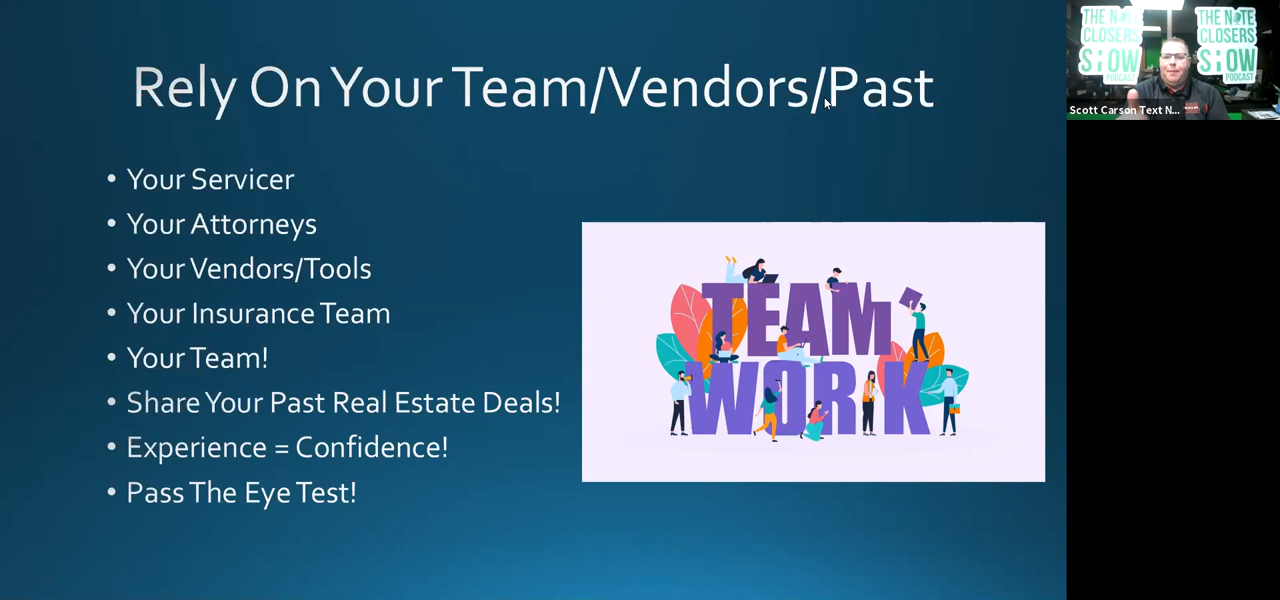 Rely On Your Team/Vendors/Past
• Your Servicer
• Your Attorneys
• Your Vendors/Tools
• Your Insurance Team
• Your Team!
• Share Your Past Real Estate Deals!
• Experience = Confidence!
• Pass The Eye Test!
TEAM
WORK
THE NOTE
CLOSERS
SHOW
PODCAST
THE NOTE
CLOSERS
SHOW
PODCAST
Scott Carson Text N...